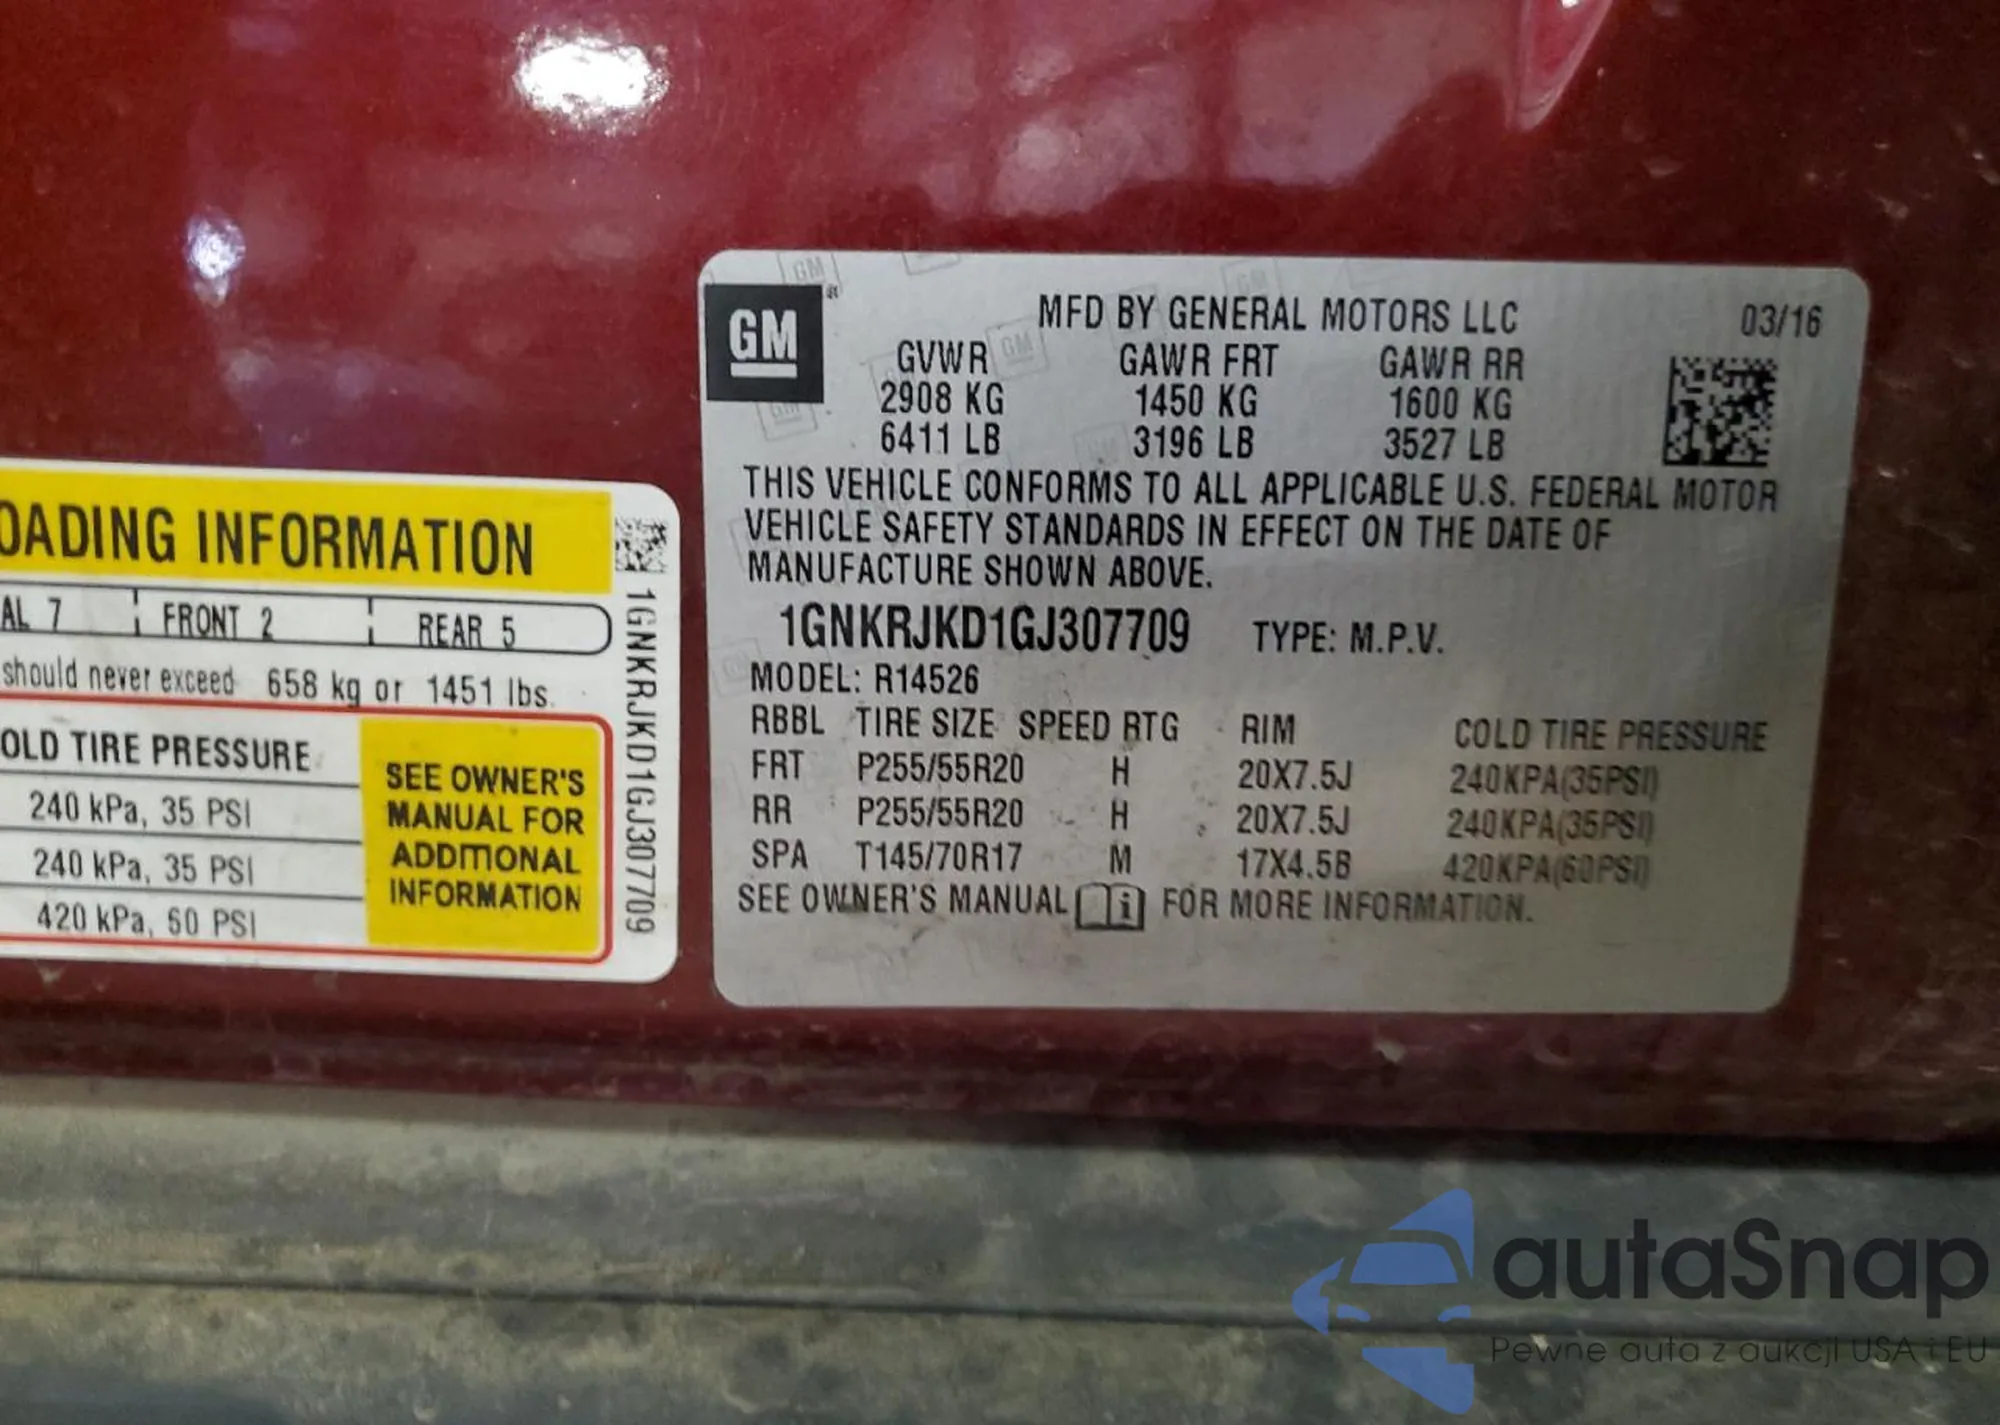 GM
MFD BY GENERAL MOTORS LLC 03/16
GVWR GAWR FRT GAWR RR
2908 KG 1450 KG 1600 KG
6411 LB 3196 LB 3527 LB
THIS VEHICLE CONFORMS TO ALL APPLICABLE U.S. FEDERAL MOTOR
VEHICLE SAFETY STANDARDS IN EFFECT ON THE DATE OF
MANUFACTURE SHOWN ABOVE.
1GNKRJKD1GJ307709 TYPE: M.P.V.
MODEL: R14526
RBBL TIRE SIZE SPEED RTG RIM COLD TIRE PRESSURE
FRT P255/55R20 H 20X7.5J 240KPA(35PSI)
RR P255/55R20 H 20X7.5J 240KPA(35PSI)
SPA T145/70R17 M 17X4.5B 420KPA(60PSI)
SEE OWNER'S MANUAL i FOR MORE INFORMATION.
OADING INFORMATION
AL 7 FRONT 2 REAR 5
should never exceed 658 kg or 1451 lbs.
OLD TIRE PRESSURE
240 kPa, 35 PSI
240 kPa, 35 PSI
420 kPa, 60 PSI
SEE OWNER'S
MANUAL FOR
ADDITIONAL
INFORMATION
1GNKRJKD1GJ307709
autaSnap
Pewne auta z aukcji USA i EU